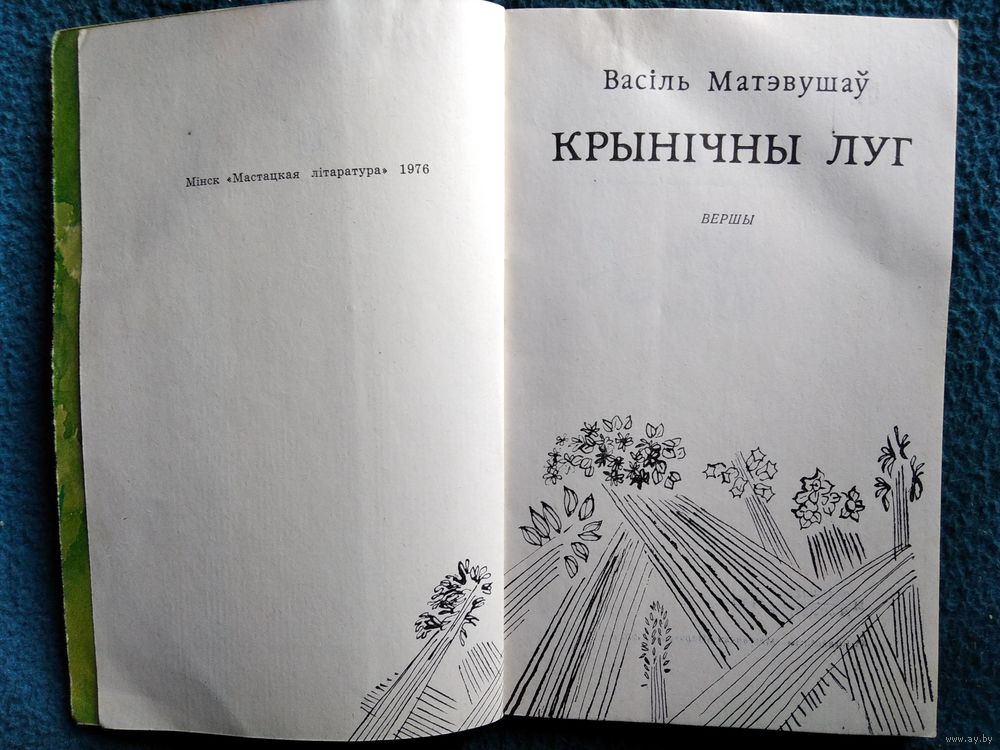 Мінск «Мастацкая літаратура» 1976
Васіль Матэвушаў
КРЫНІЧНЫ ЛУГ
ВЕРШЫ
www.ay.by